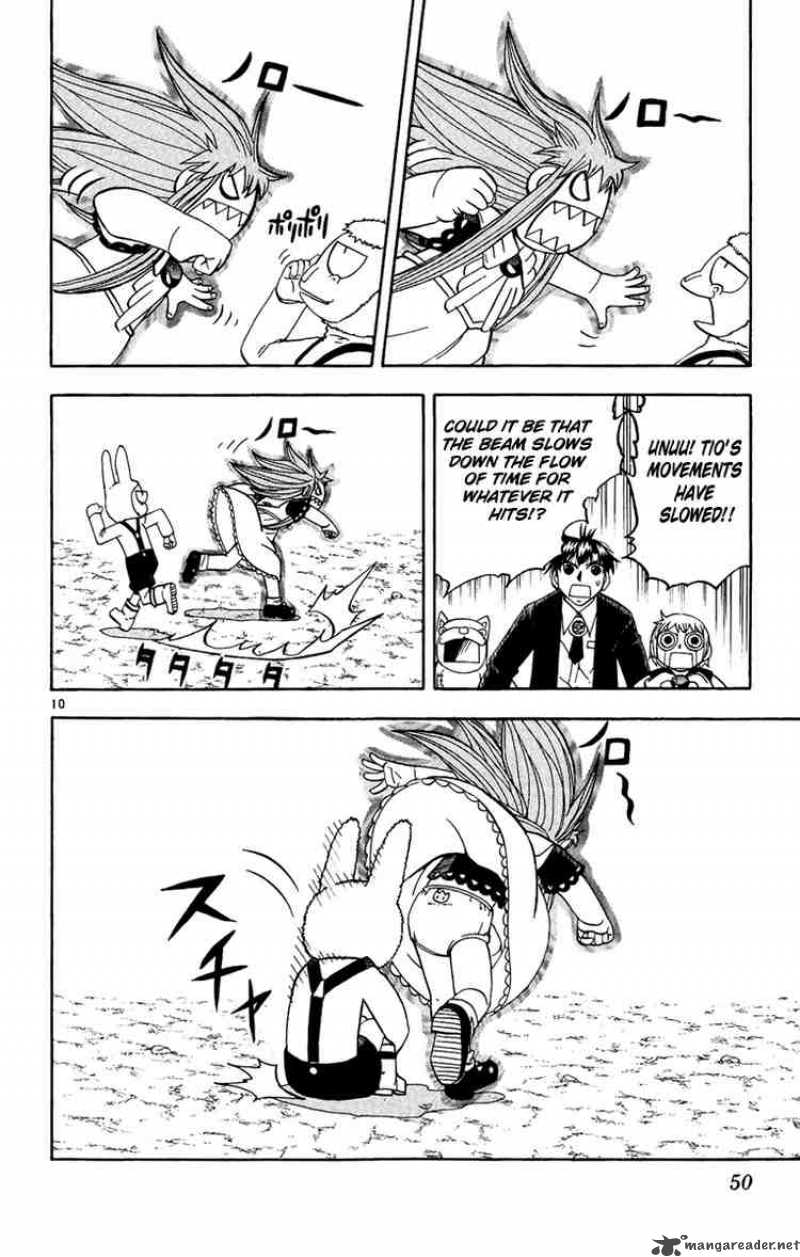 ノロ〜
ノロー
ポリポリ
UNUU! TIO'S
MOVEMENTS
HAVE
SLOWED!!
COULD IT BE THAT
THE BEAM SLOWS
DOWN THE FLOW
OF TIME FOR
WHATEVER IT
HITS!?
ノロー
タタタタ
10
ノロ〜
スチャ
50
mangareader.net